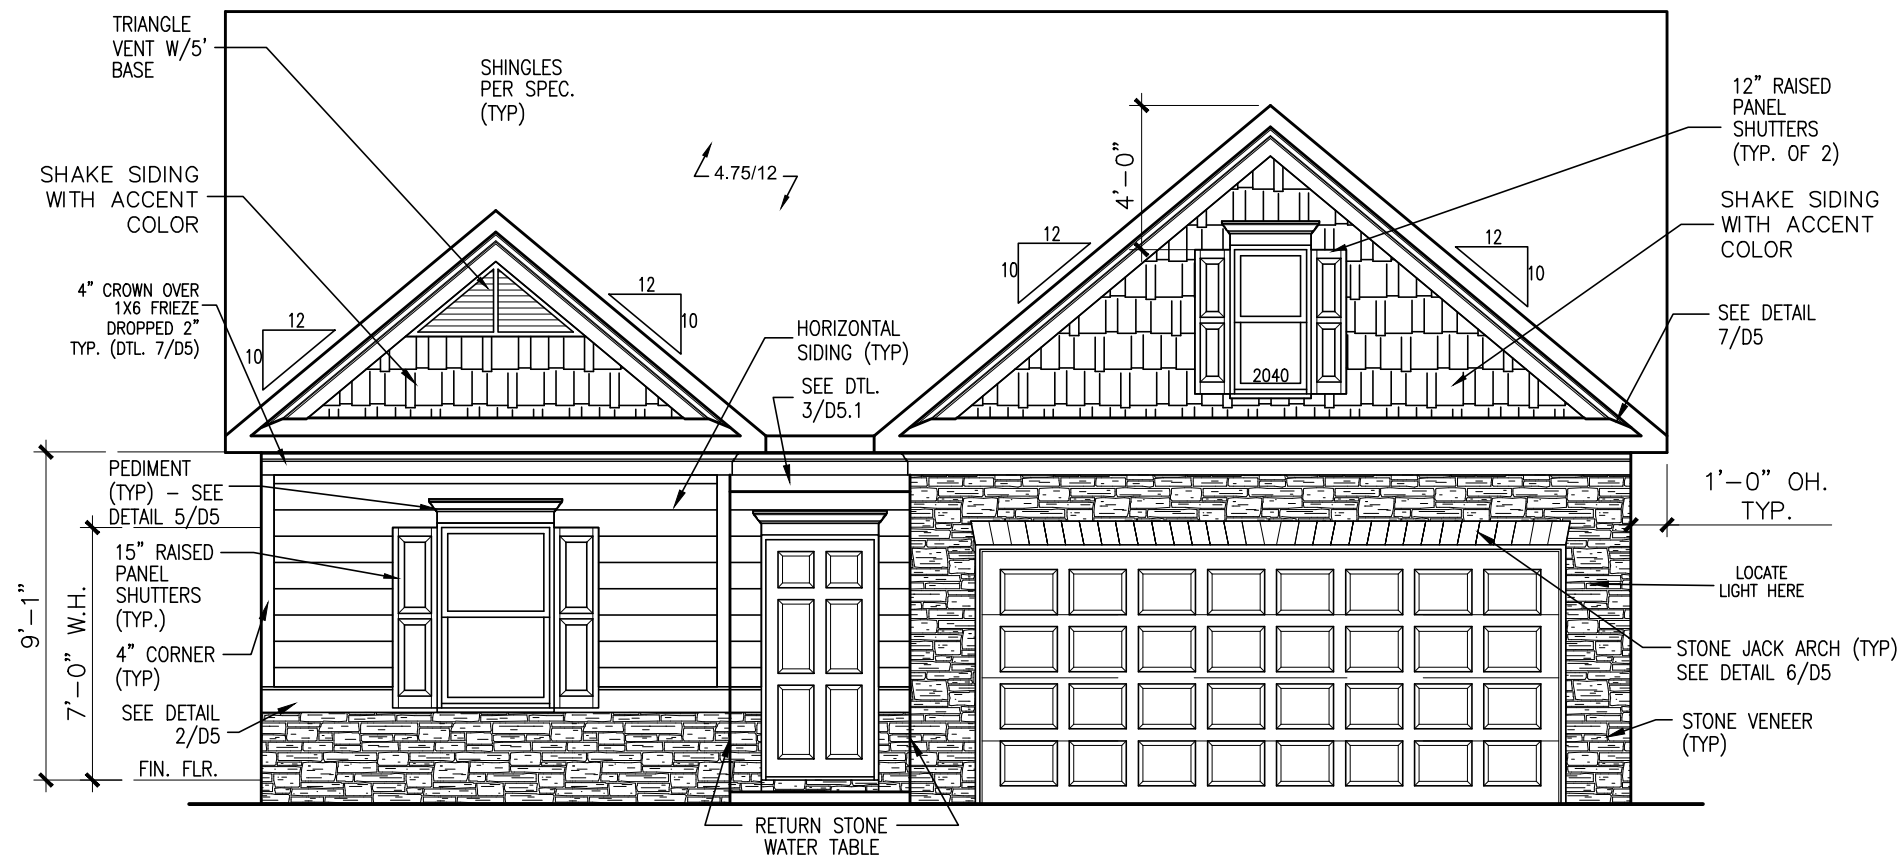 TRIANGLE
VENT W/5'
BASE
SHINGLES
PER SPEC.
(TYP)
4.75/12
4'-0"
12" RAISED
PANEL
SHUTTERS
(TYP. OF 2)
SHAKE SIDING
WITH ACCENT
COLOR
SHAKE SIDING
WITH ACCENT
COLOR
12
10
12
10
12
10
12
10
4" CROWN OVER
1X6 FRIEZE
DROPPED 2"
TYP. (DTL. 7/D5)
HORIZONTAL
SIDING (TYP)
SEE DTL.
3/D5.1
2040
SEE DETAIL
7/D5
PEDIMENT
(TYP) – SEE
DETAIL 5/D5
1'-0" OH.
TYP.
15" RAISED
PANEL
SHUTTERS
(TYP.)
9'-1"
7'-0" W.H.
4" CORNER
(TYP)
SEE DETAIL
2/D5
FIN. FLR.
LOCATE
LIGHT HERE
STONE JACK ARCH (TYP)
SEE DETAIL 6/D5
STONE VENEER
(TYP)
RETURN STONE
WATER TABLE